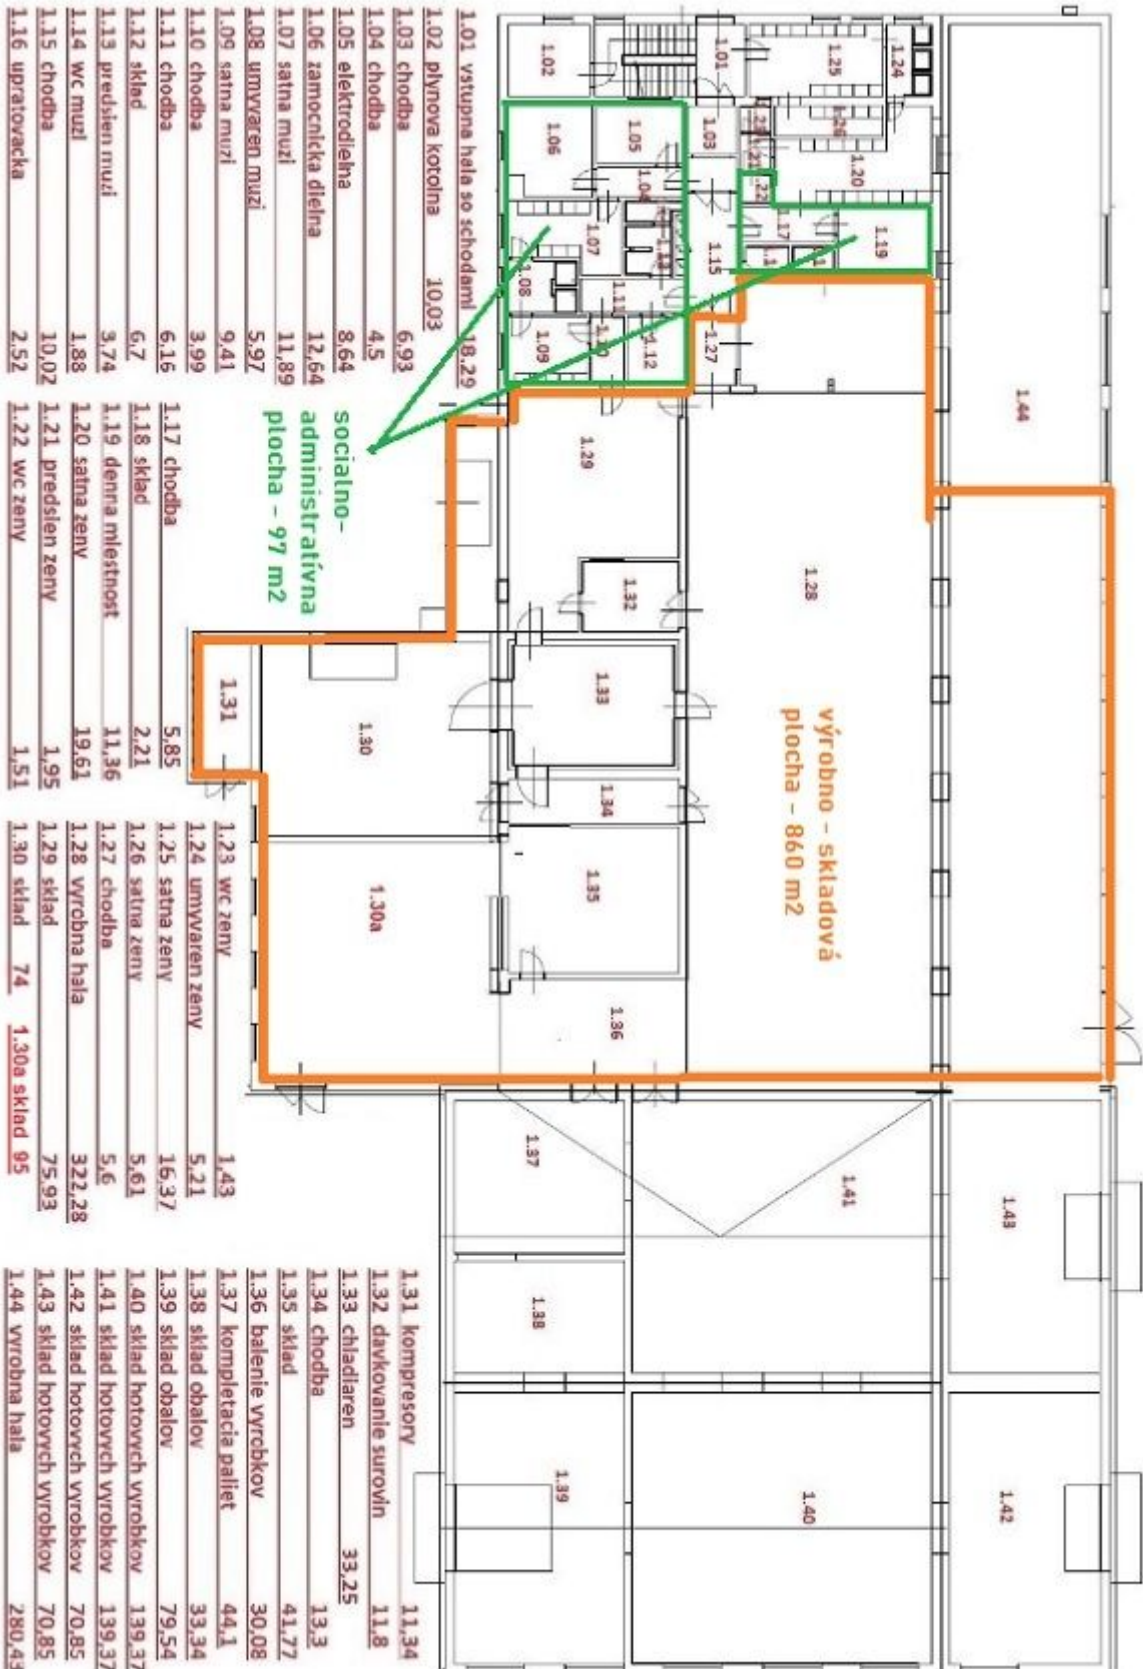 1.01 vstupna hala so schodami 18.29
1.02 plynova kotolna 10,03
1.03 chodba 6.93
1.04 chodba 4,5
1.05 elektrodielna 8,64
1.06 zamocnicka dielna 12,64
1.07 satna muzi 11,89
1.08 umyvaren muzi 5,97
1.09 satna muzi 9,41
1.10 chodba 3,99
1.11 chodba 6,16
1.12 sklad 6,7
1.13 predsien muzi 3,74
1.14 wc muzi 1,88
1.15 chodba 10,02
1.16 upratovacka 2,52
1.17 chodba 5,85
1.18 sklad 2,21
1.19 denna miestnost 11,36
1.20 satna zeny 19,61
1.21 predsien zeny 1,95
1.22 wc zeny 1,51
1.23 wc zeny 1,43
1.24 umyvaren zeny 5,21
1.25 satna zeny 16,37
1.26 satna zeny 5,61
1.27 chodba 5,6
1.28 vyrobna hala 322,28
1.29 sklad 75,93
1.30 sklad 74 1.30a sklad 95
1.31 kompresory 11,34
1.32 davkovanie surovin 11,8
1.33 chladiaren 33,25
1.34 chodba 13,3
1.35 sklad 41,77
1.36 balenie vyrobkov 30,08
1.37 kompletacia paliet 44,1
1.38 sklad obalov 33,34
1.39 sklad obalov 79,54
1.40 sklad hotovych vyrobkov 139,37
1.41 sklad hotovych vyrobkov 139,37
1.42 sklad hotovych vyrobkov 70,85
1.43 sklad hotovych vyrobkov 70,85
1.44 vyrobna hala
socialno-
administratívna
plocha - 97 m2
výrobno - skladová
plocha - 860 m2
1.44
1.43
1.42
1.24
1.25
1.26
1.20
1.19
1.17
1.01
1.03
1.15
1.27
1.28
1.41
1.40
1.02
1.05
1.06
1.04
1.07
1.13
1.11
1.08
1.12
1.09
1.29
1.32
1.33
1.34
1.35
1.36
1.37
1.38
1.39
1.30
1.30a
1.31